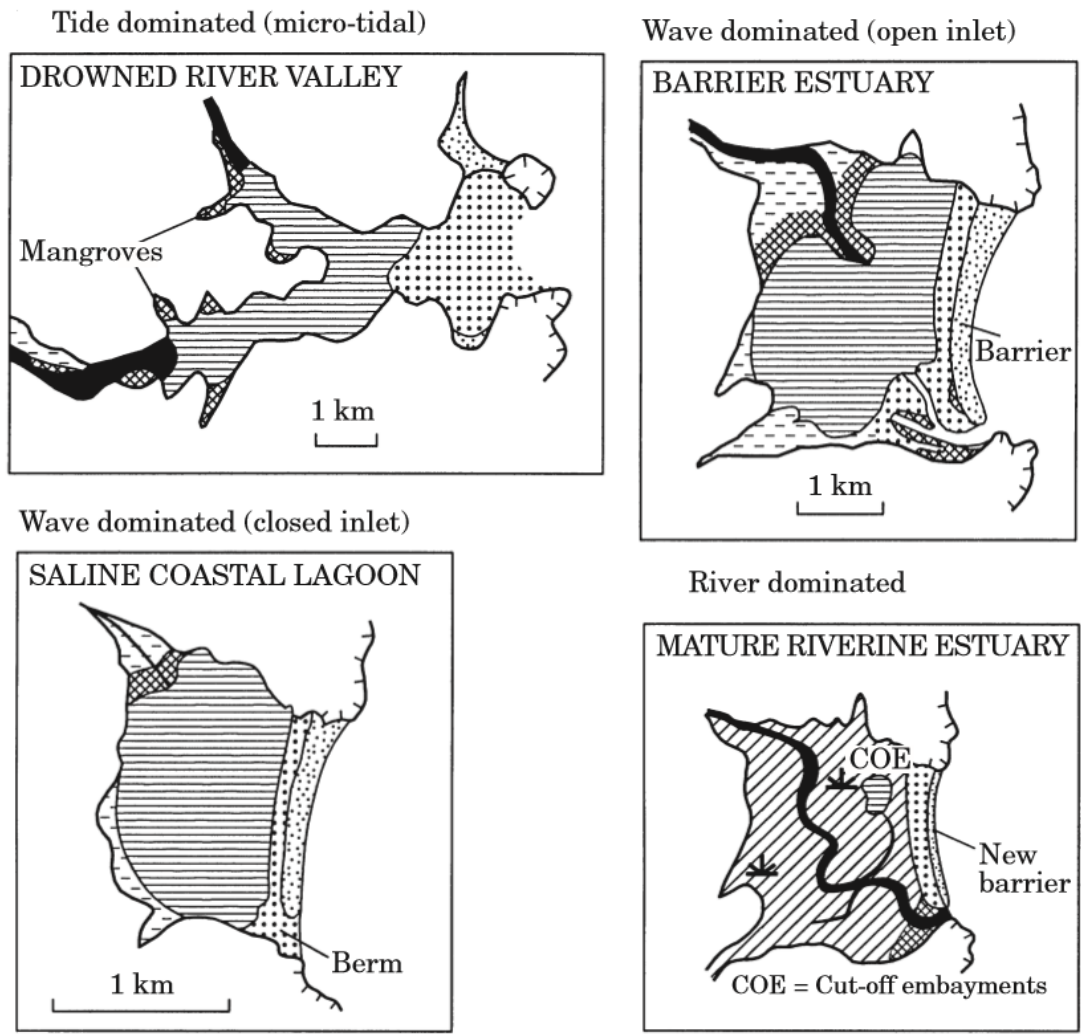 Tide dominated (micro-tidal)
DROWNED RIVER VALLEY
Mangroves
1 km
Wave dominated (open inlet)
BARRIER ESTUARY
Barrier
1 km
Wave dominated (closed inlet)
SALINE COASTAL LAGOON
Berm
1 km
River dominated
MATURE RIVERINE ESTUARY
COE
New
barrier
COE = Cut-off embayments